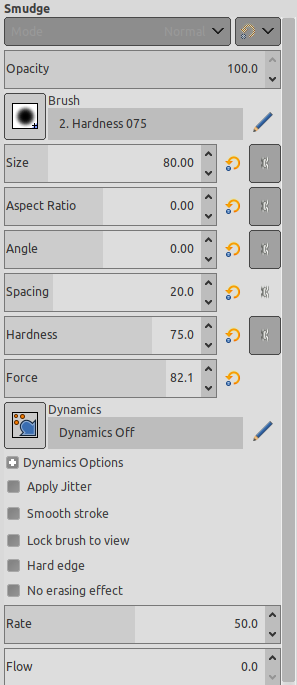 Smudge
Mode Normal
Opacity 100.0
Brush
2. Hardness 075
Size 80.00
Aspect Ratio 0.00
Angle 0.00
Spacing 20.0
Hardness 75.0
Force 82.1
Dynamics
Dynamics Off
Dynamics Options
Apply Jitter
Smooth stroke
Lock brush to view
Hard edge
No erasing effect
Rate 50.0
Flow 0.0